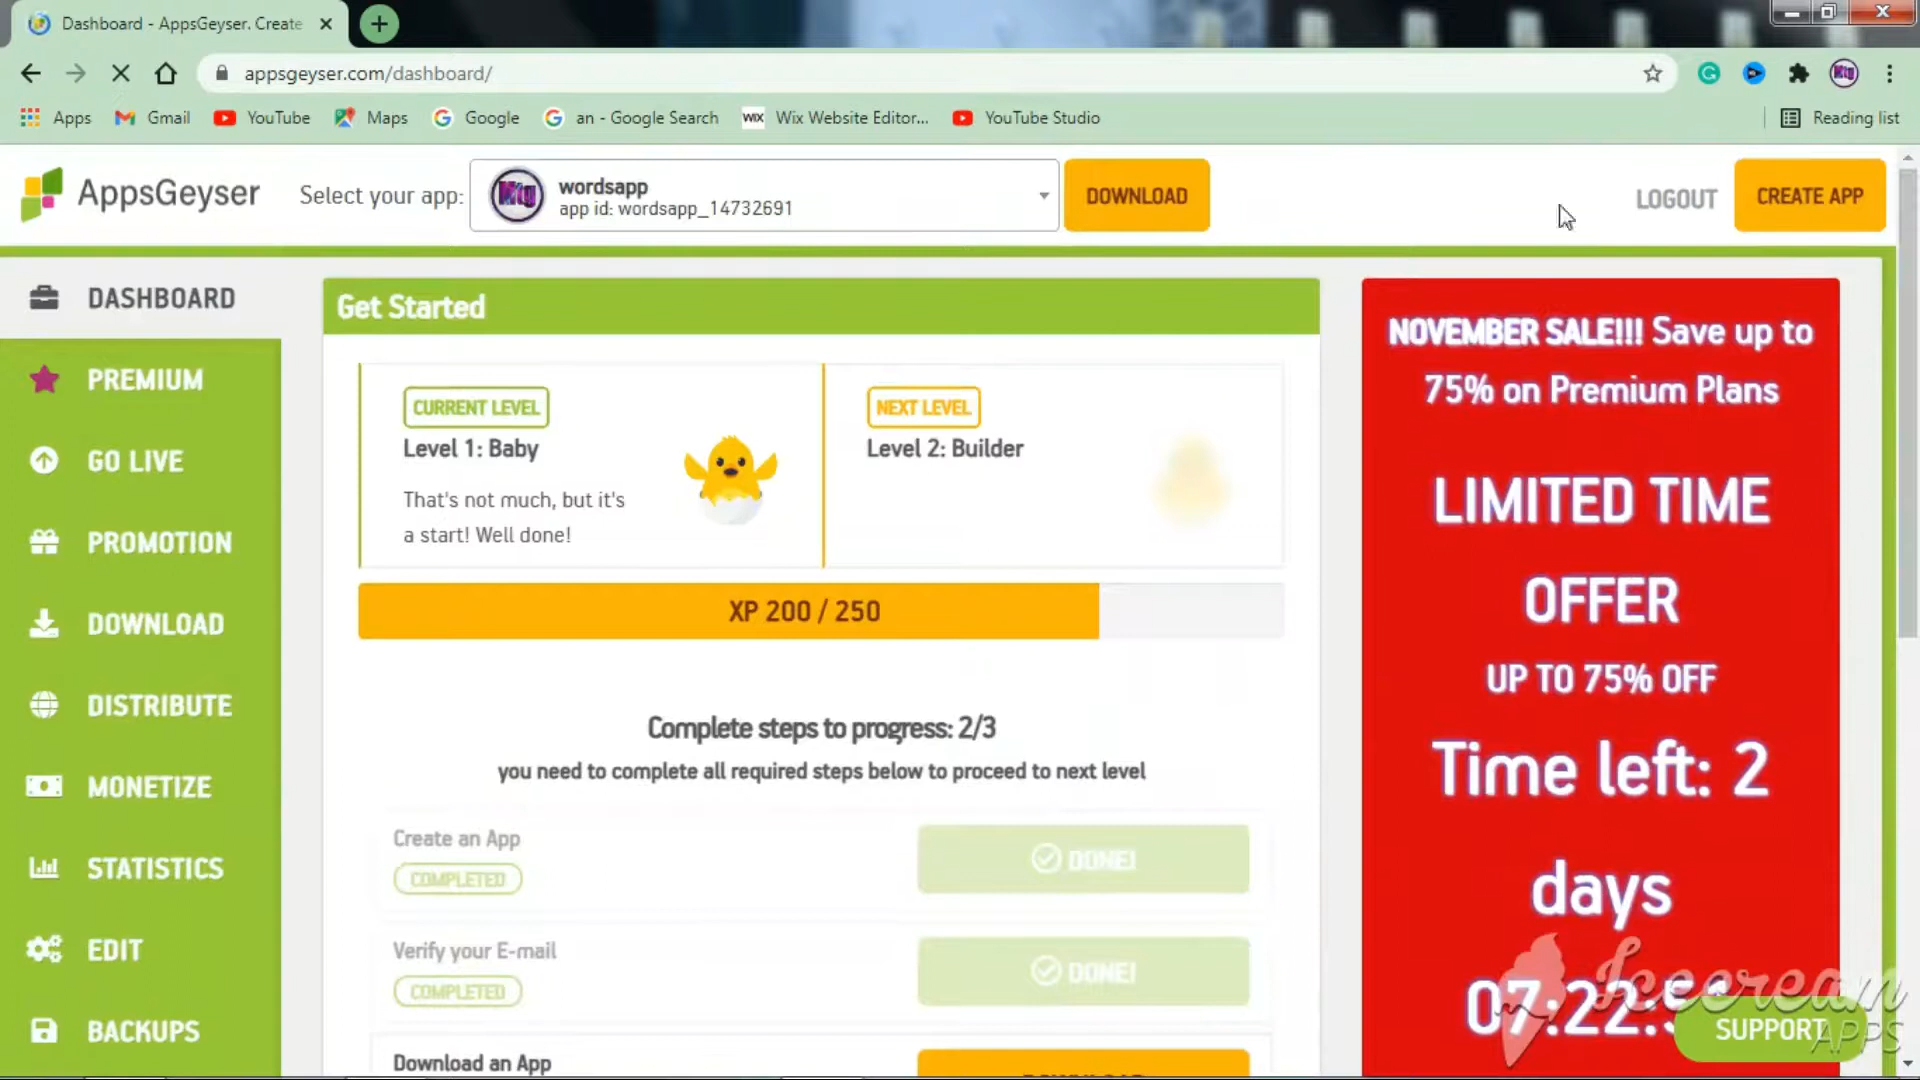 Dashboard - AppsGeyser. Create
appsgeyser.com/dashboard/
Apps
Gmail
YouTube
Maps
Google
an - Google Search
WIX
Wix Website Editor...
YouTube Studio
Reading list
AppsGeyser
Select your app:
wordsapp
app id: wordsapp_14732691
DOWNLOAD
LOGOUT
CREATE APP
DASHBOARD
PREMIUM
GO LIVE
PROMOTION
DOWNLOAD
DISTRIBUTE
MONETIZE
STATISTICS
EDIT
BACKUPS
Get Started
CURRENT LEVEL
Level 1: Baby
That's not much, but it's
a start! Well done!
NEXT LEVEL
Level 2: Builder
XP 200 / 250
Complete steps to progress: 2/3
you need to complete all required steps below to proceed to next level
Create an App
COMPLETED
DONE!
Verify your E-mail
COMPLETED
DONE!
Download an App
NOVEMBER SALE!!! Save up to
75% on Premium Plans
LIMITED TIME
OFFER
UP TO 75% OFF
Time left: 2
days
07:22:
SUPPORT
Icecream
APPS